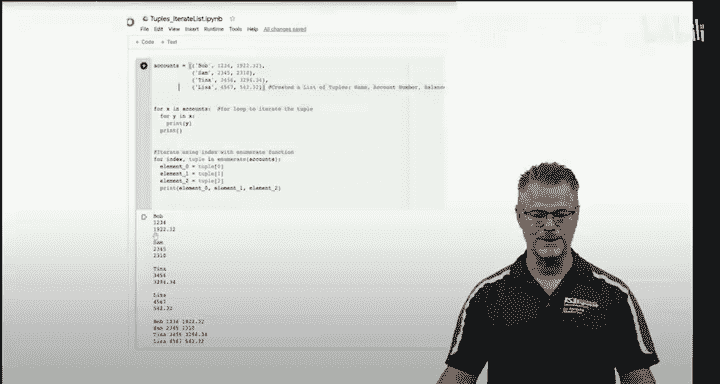 Tuples_IterateList.ipynb
File Edit View Insert Runtime Tools Help All changes saved
+ Code + Text
accounts = [('Bob', 1234, 1922.32),
('Sam', 2345, 2310),
('Tina', 3456, 3294.34),
('Lisa', 4567, 542.32)] #Created a List of Tuples: Name, Account Number, Balance
for x in accounts: #for loop to iterate the tuple
for y in x:
print(y)
print()
#Iterate using index with enumerate function
for index, tuple in enumerate(accounts):
element_0 = tuple[0]
element_1 = tuple[1]
element_2 = tuple[2]
print(element_0, element_1, element_2)
Bob
1234
1922.32
Sam
2345
2310
Tina
3456
3294.34
Lisa
4567
542.32
Bob 1234 1922.32
Sam 2345 2310
Tina 3456 3294.34
Lisa 4567 542.32